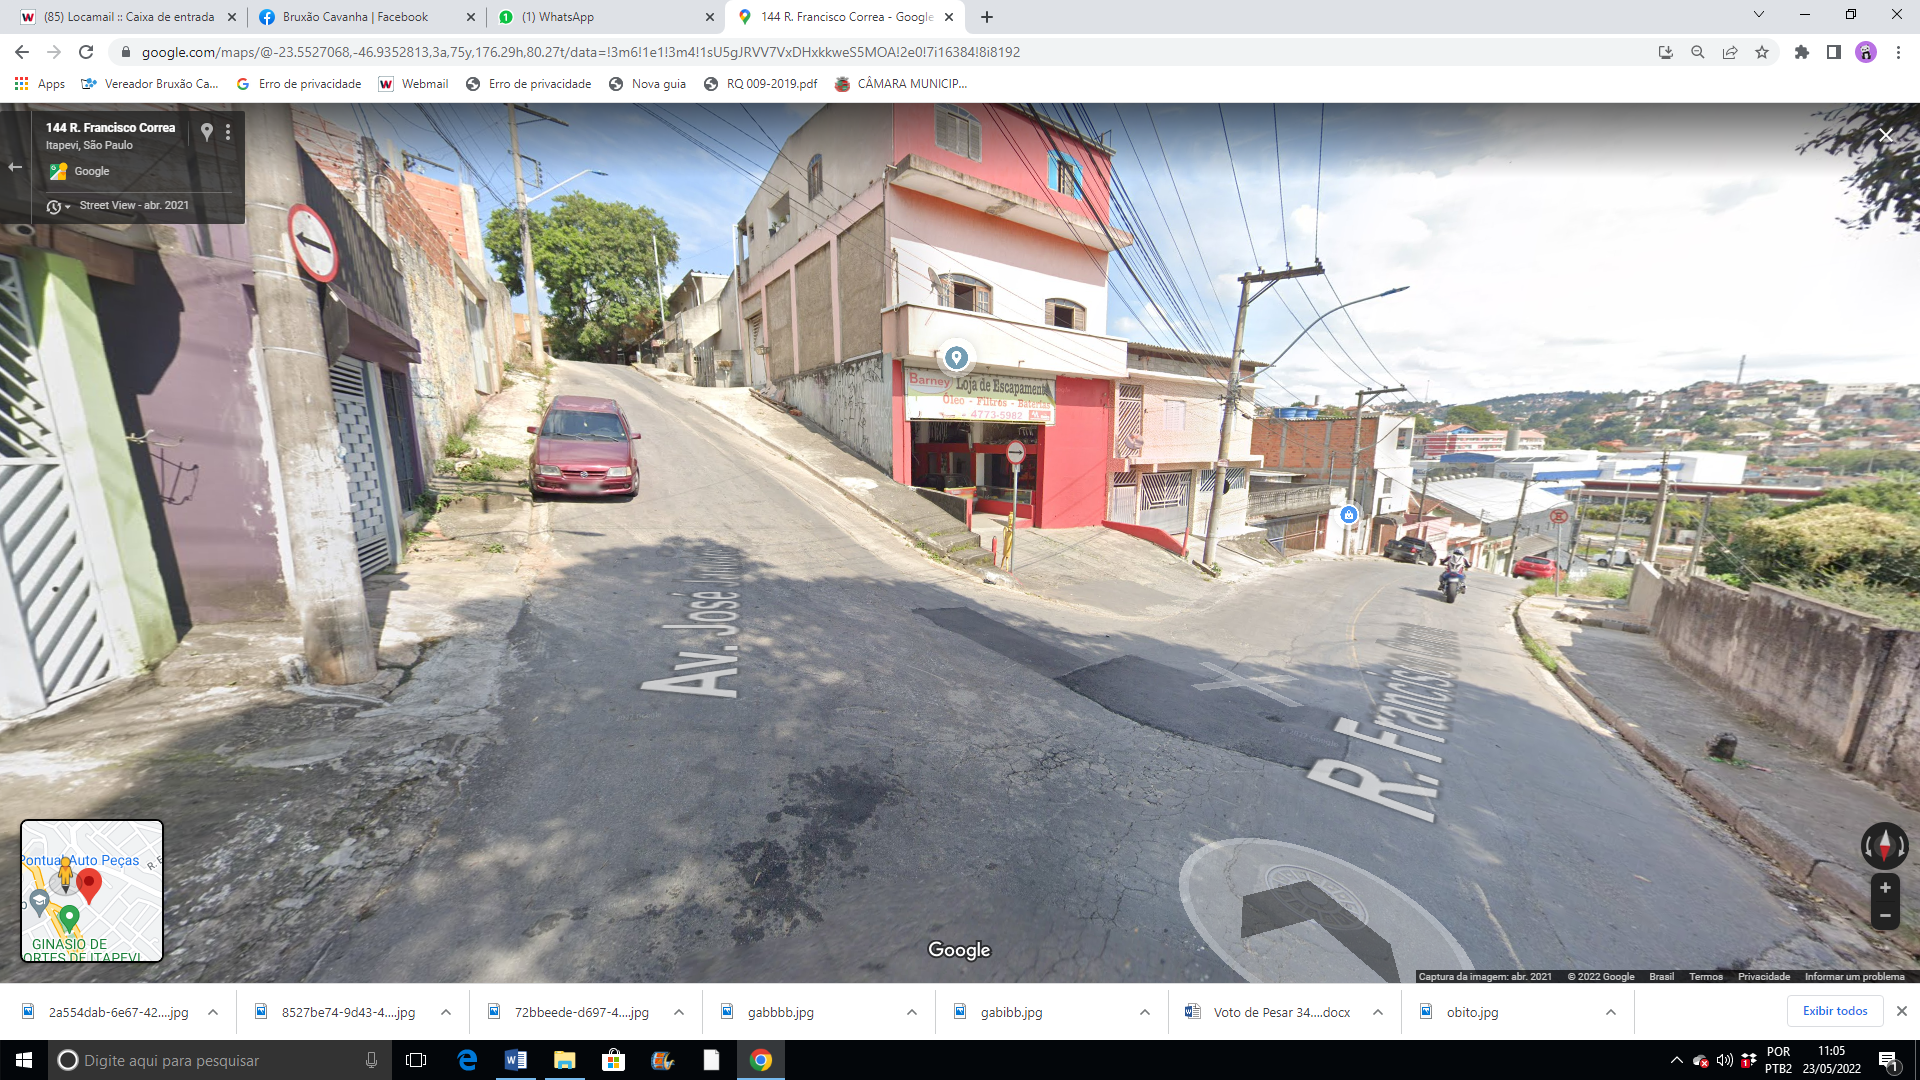 (85) Locamail :: Caixa de entrada
Bruxão Cavanha | Facebook
(1) WhatsApp
144 R. Francisco Correa - Google
google.com/maps/@-23.5527068,-46.9352813,3a,75y,176.29h,80.27t/data=!3m6!1e1!3m4!1sU5gJRVV7VxDHxkkweS5MOA!2e0!7i16384!8i8192
Apps
Vereador Bruxão Ca...
Erro de privacidade
Webmail
Erro de privacidade
Nova guia
RQ 009-2019.pdf
CÂMARA MUNICIP...
144 R. Francisco Correa
Itapevi, São Paulo
Google
Street View - abr. 2021
Barney Loja de Escapament
Óleo - Filtros - Baterias
4773-5982
Av. José
R. Francisco
Pontual Auto Peças
R. E
GINASIO DE
ORTES DE ITAPEVI
Google
Captura da imagem: abr. 2021
© 2022 Google
Brasil
Termos
Privacidade
Informar um problema
2a554dab-6e67-42....jpg
8527be74-9d43-4....jpg
72bbeede-d697-4....jpg
gabbbb.jpg
gabibb.jpg
Voto de Pesar 34....docx
obito.jpg
Exibir todos
Digite aqui para pesquisar
POR
PTB2
11:05
23/05/2022
1